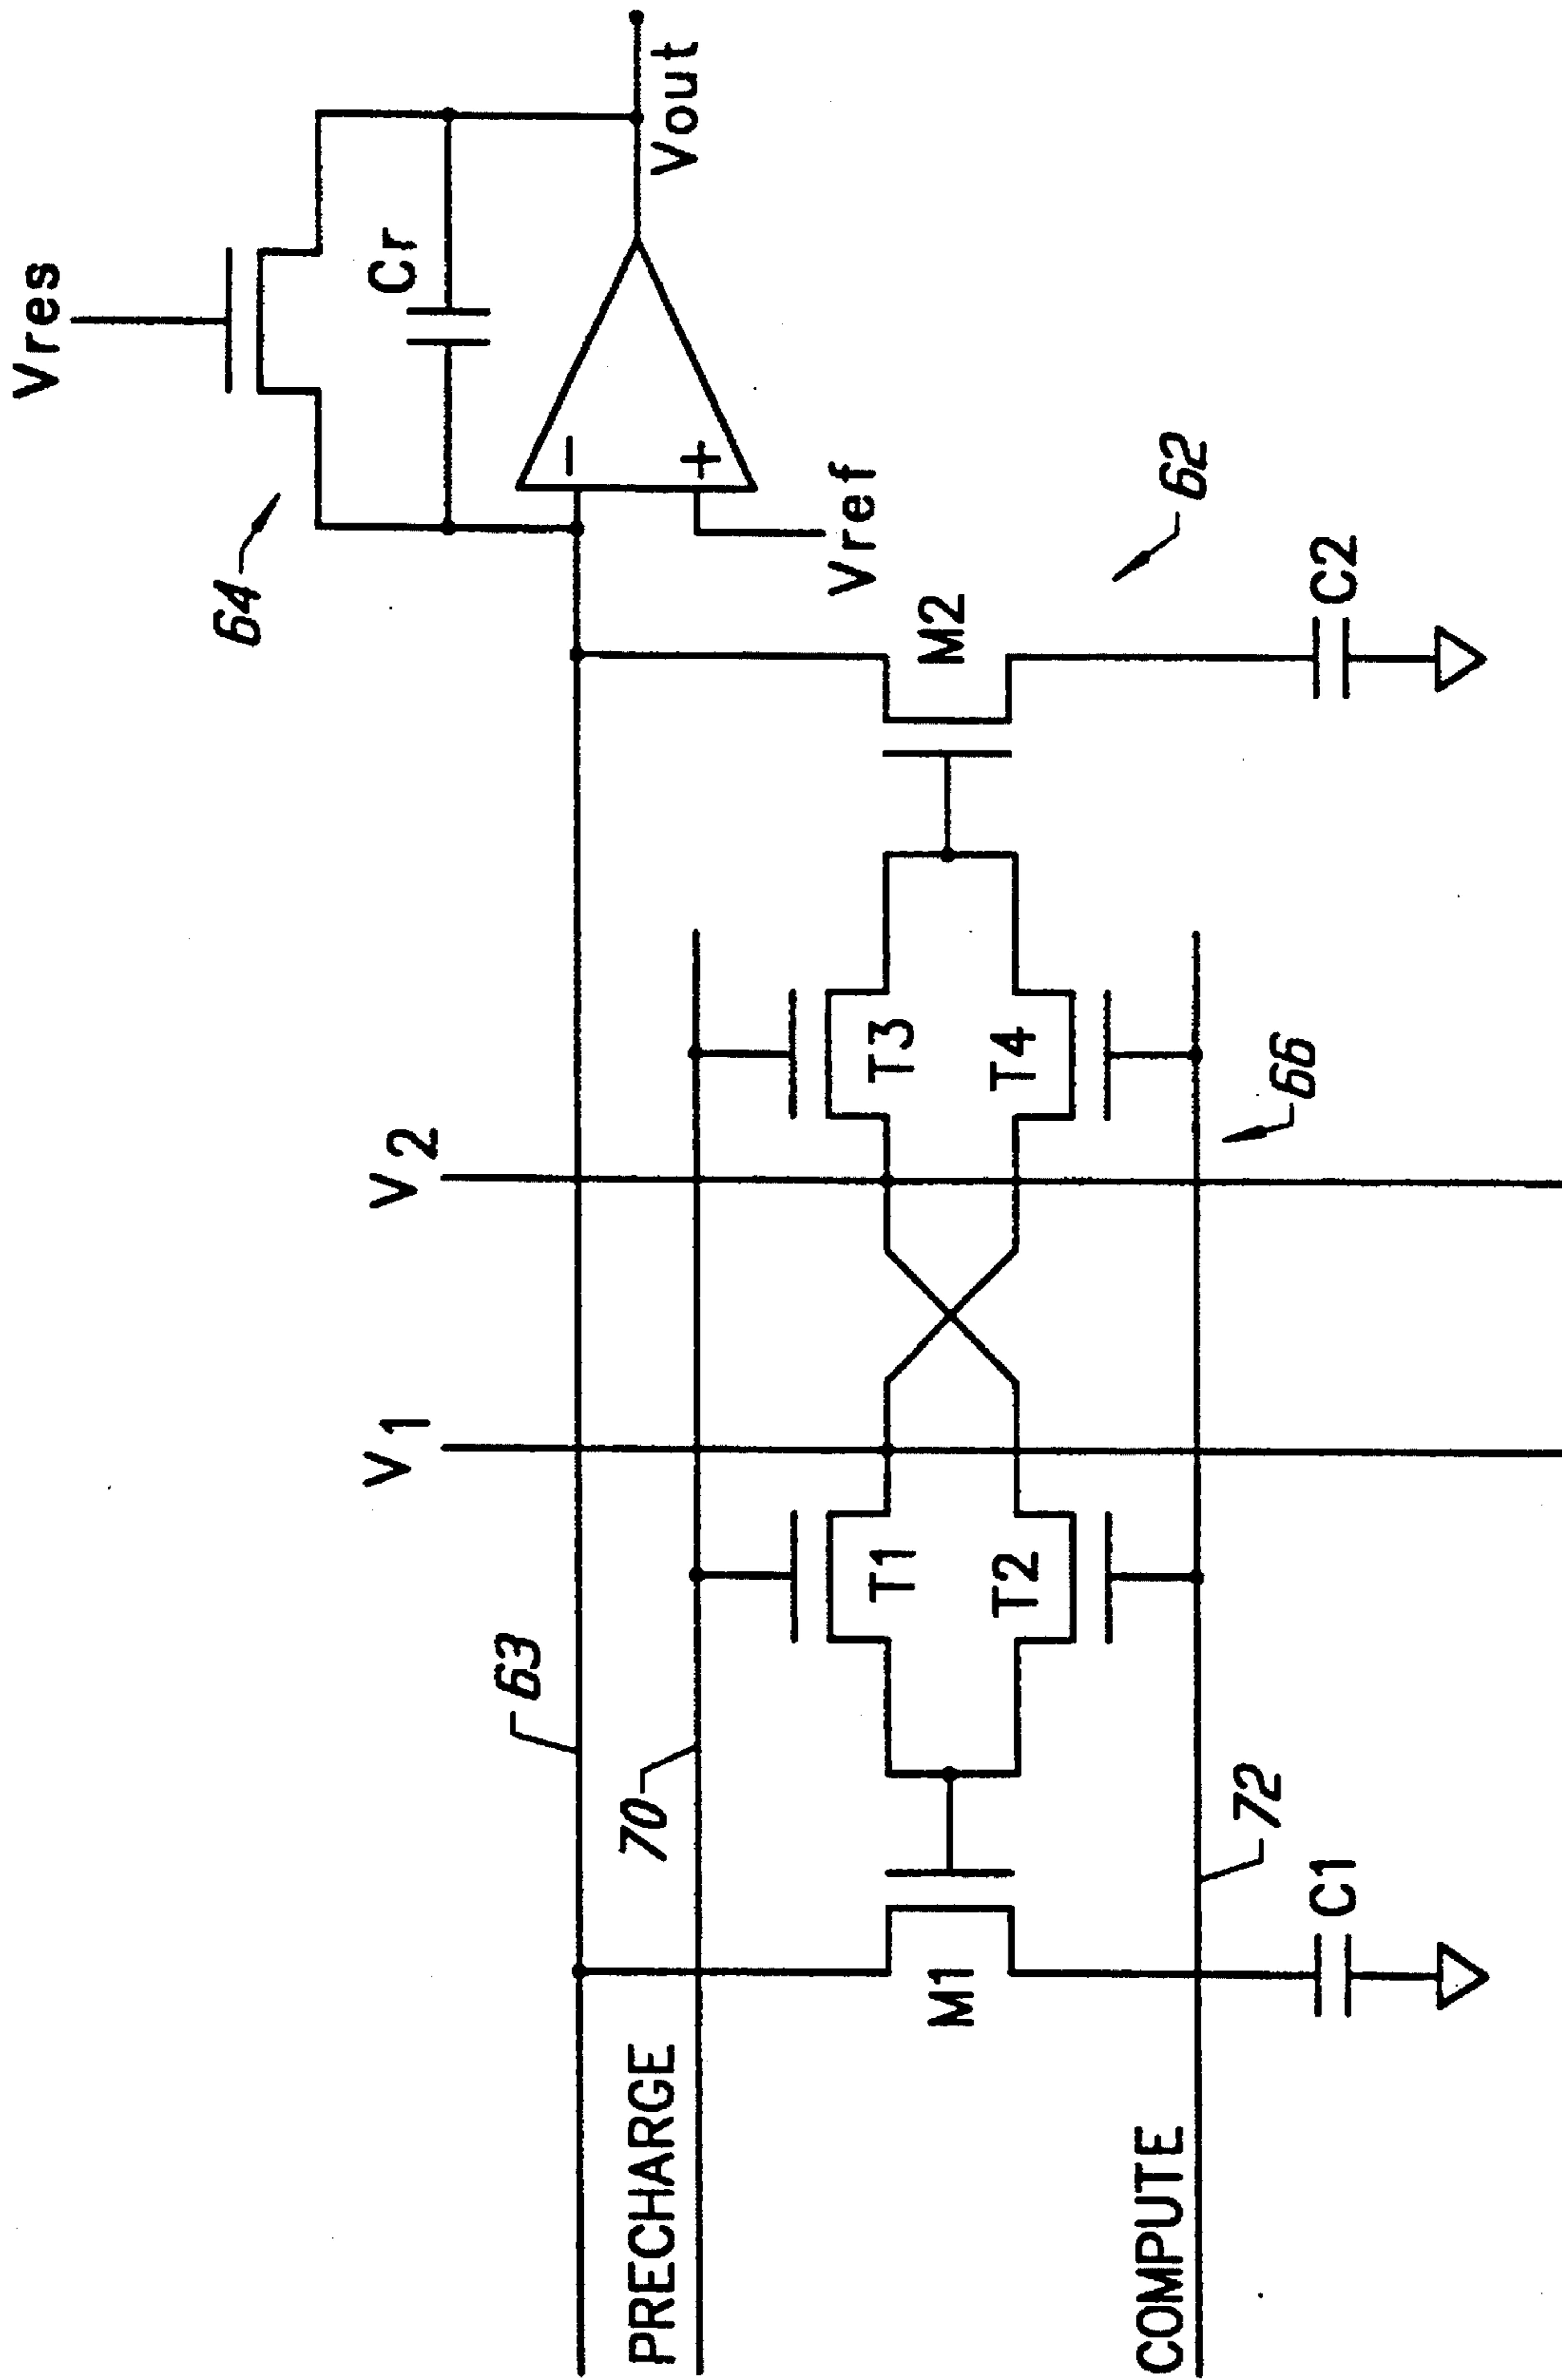 Vres
64
Cr
Vout
Vref
62
M2
C2
V2
T3
T4
66
V1
63
70
T1
T2
72
M1
C1
PRECHARGE
COMPUTE